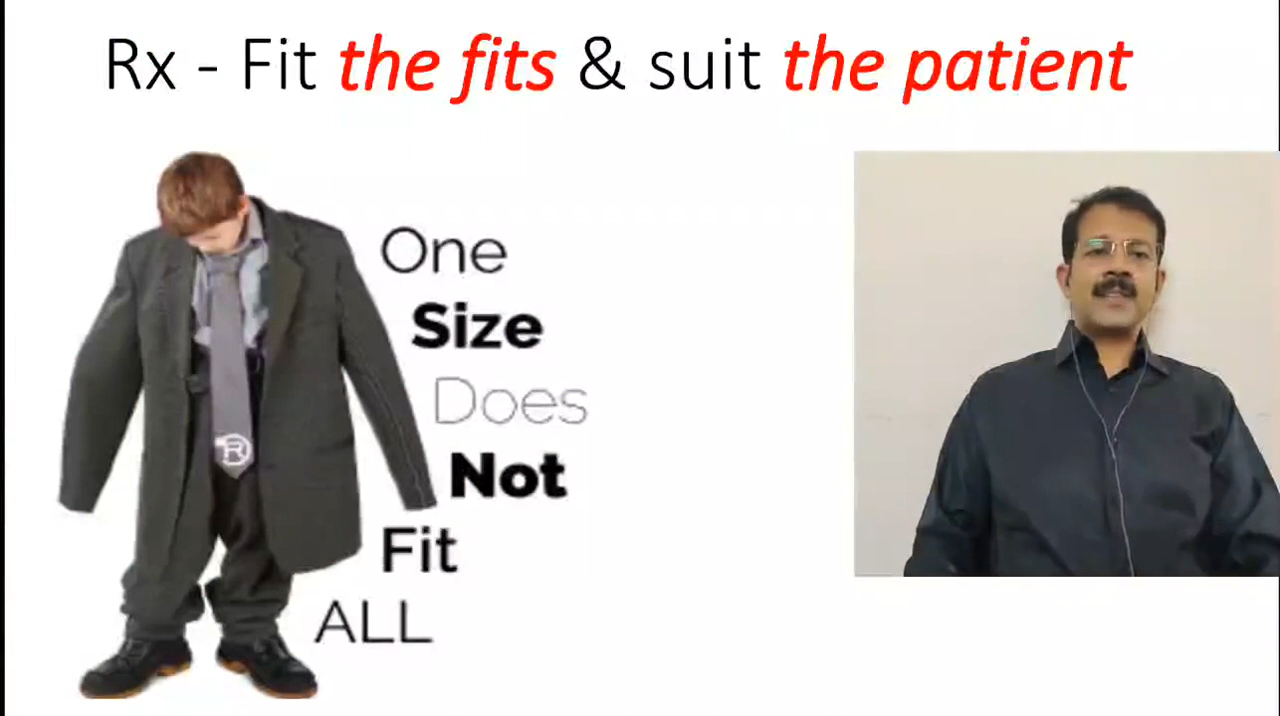 Rx - Fit the fits & suit the patient
One
Size
Does
Not
Fit
ALL
R